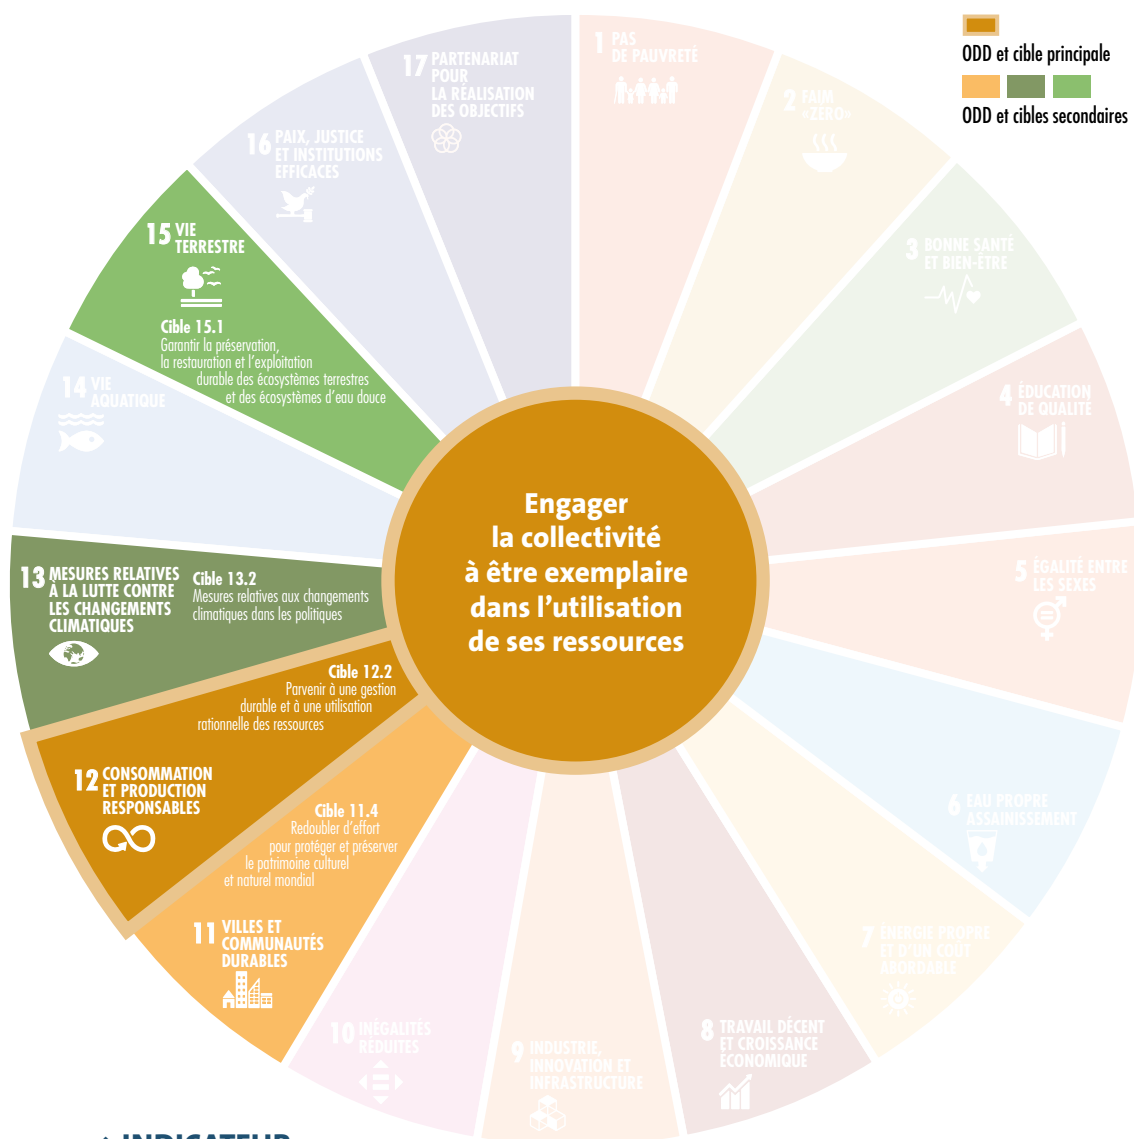 ODD et cible principale
ODD et cibles secondaires
1 PAS
DE PAUVRETÉ
2 FAIM
«ZÉRO»
3 BONNE SANTÉ
ET BIEN-ÊTRE
4 ÉDUCATION
DE QUALITÉ
5 ÉGALITÉ ENTRE
LES SEXES
6 EAU PROPRE
ASSAINISSEMENT
7 ENERGIE PROPRE
ET D'UN COÛT
ABORDABLE
8 TRAVAIL DÉCENT
ET CROISSANCE
ECONOMIQUE
9 INDUSTRIE,
INNOVATION ET
INFRASTRUCTURE
10 INÉGALITÉS
RÉDUITES
11 VILLES ET
COMMUNAUTÉS
DURABLES
Cible 11.4
Redoubler d'effort
pour protéger et préserver
le patrimoine culturel
et naturel mondial
12 CONSOMMATION
ET PRODUCTION
RESPONSABLES
Cible 12.2
Parvenir à une gestion
durable et à une utilisation
rationnelle des ressources
13 MESURES RELATIVES
À LA LUTTE CONTRE
LES CHANGEMENTS
CLIMATIQUES
Cible 13.2
Mesures relatives aux changements
climatiques dans les politiques
14 VIE
AQUATIQUE
15 VIE
TERRESTRE
Cible 15.1
Garantir la préservation,
la restauration et l'exploitation
durable des écosystèmes terrestres
et des écosystèmes d'eau douce
16 PAIX, JUSTICE
ET INSTITUTIONS
EFFICACES
17 PARTENARIAT
POUR
LA RÉALISATION
DES OBJECTIFS
Engager
la collectivité
à être exemplaire
dans l'utilisation
de ses ressources
INDICATEUR